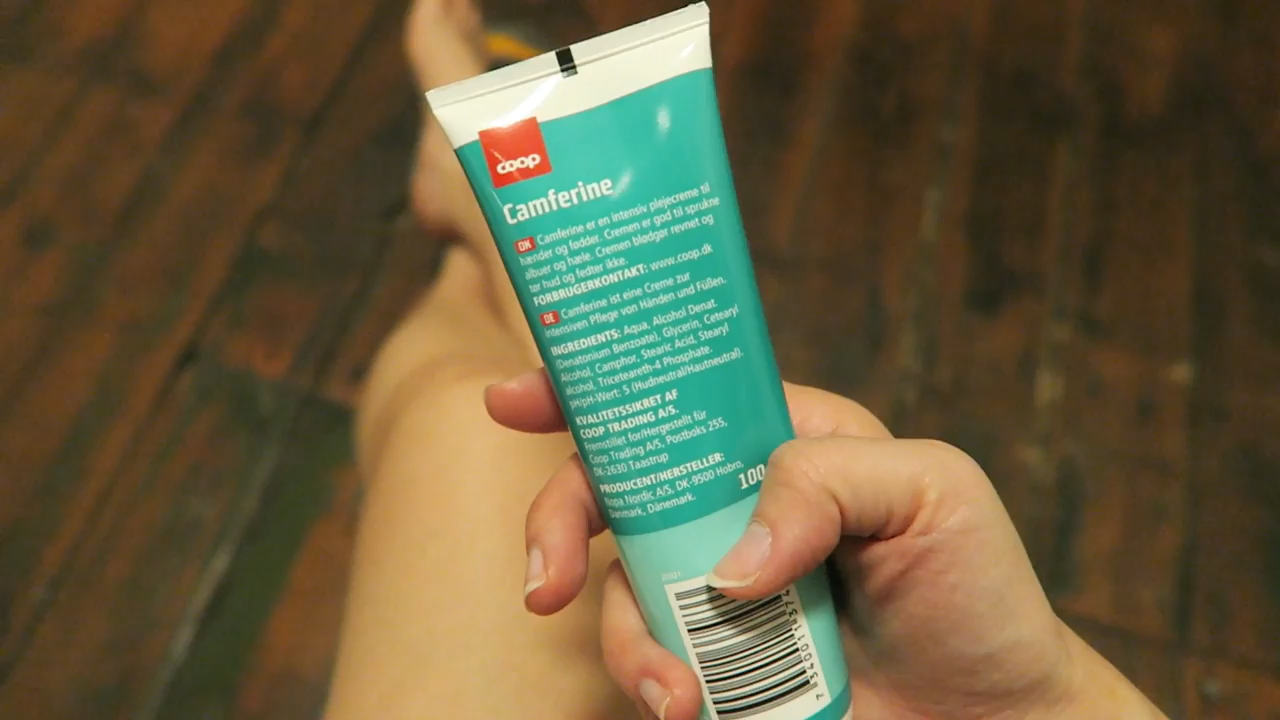 coop
Camferine
DK Camferine er en intensiv plejecreme til
hænder og fødder. Cremen er god til sprukne
albuer og hæle. Cremen blødgør revnet og
tør hud og fedter ikke.
FORBRUGERKONTAKT: www.coop.dk
DE Camferine ist eine Creme zur
intensiven Pflege von Händen und Füßen.
INGREDIENTS: Aqua, Alcohol Denat.
(Denatonium Benzoate), Glycerin, Cetearyl
Alcohol, Camphor, Stearic Acid, Stearyl
alcohol, Triceteareth-4 Phosphate.
pH/pH-Wert: 5 (Hudneutral/Hautneutral).
KVALITETSSIKRET AF
COOP TRADING A/S.
Fremstillet for/Hergestellt für
Coop Trading A/S, Postboks 255,
DK-2630 Taastrup
PRODUCENT/HERSTELLER:
Nopa Nordic A/S, DK-9500 Hobro,
Danmark, Dänemark.
100
7 340011 374